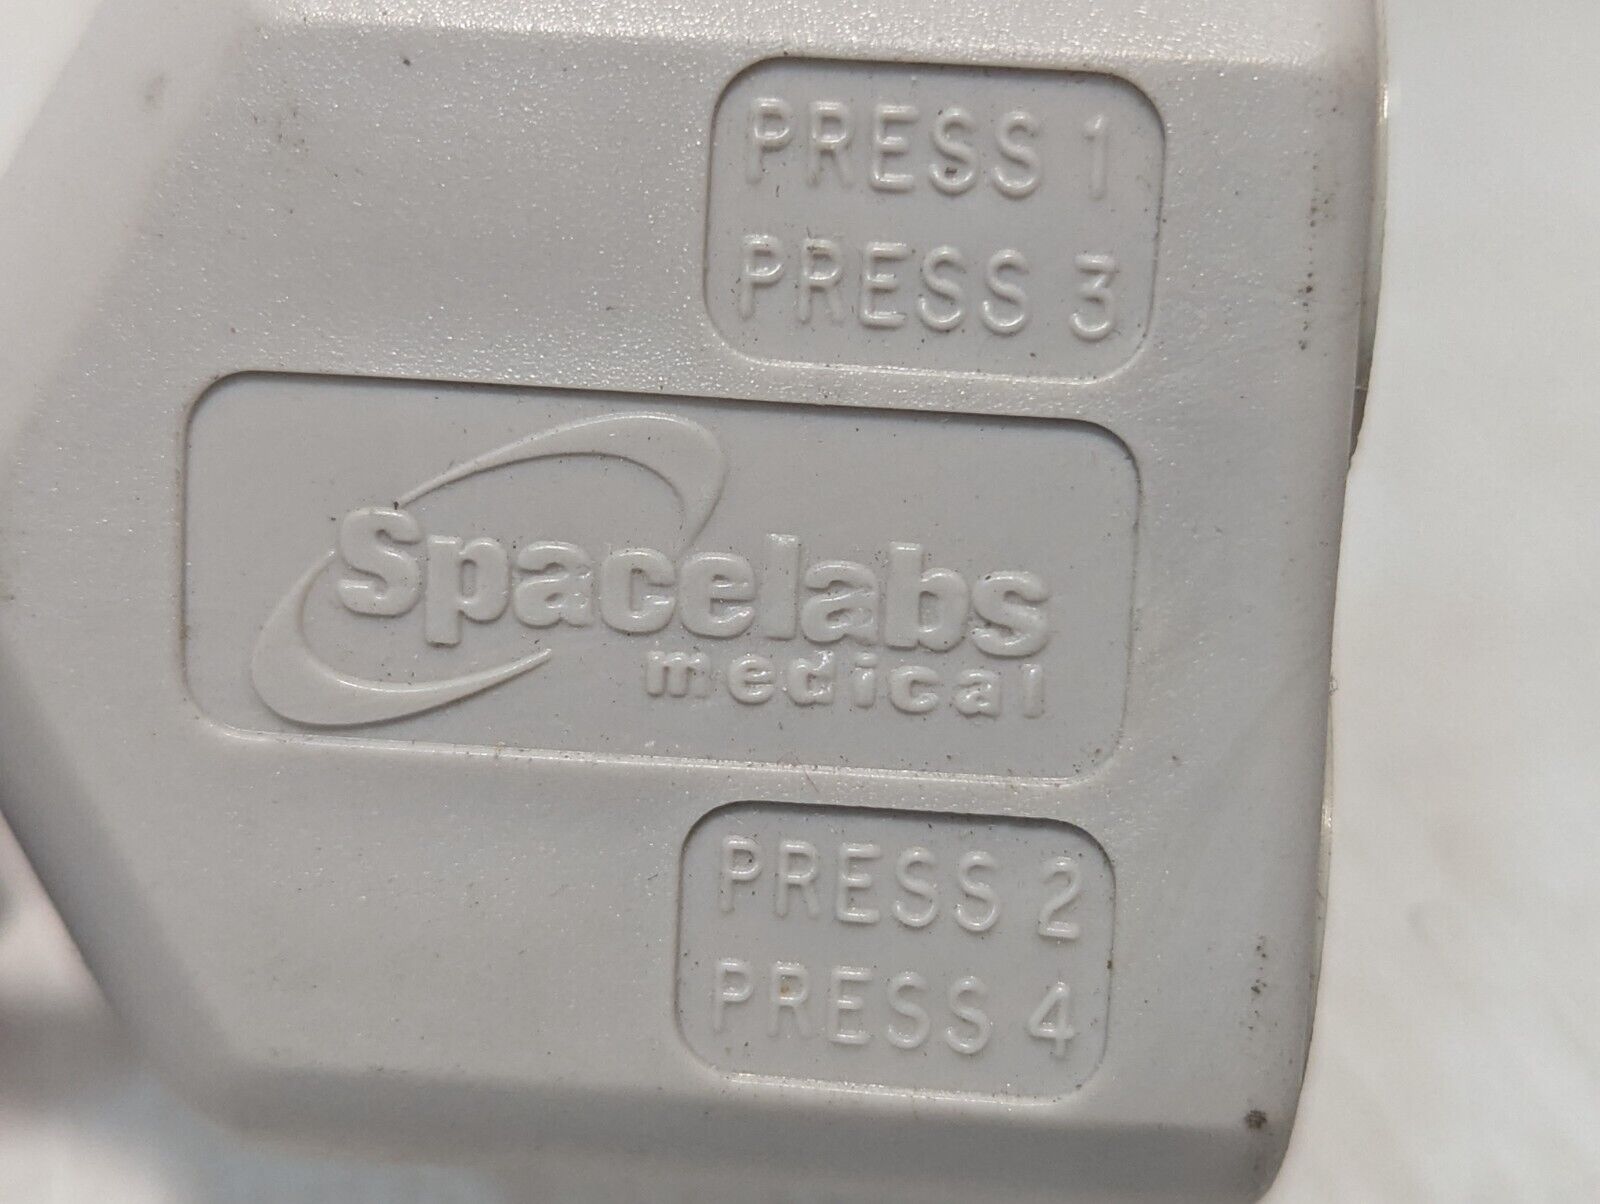 PRESS 1
PRESS 3
Spacelabs
medical
PRESS 2
PRESS 4